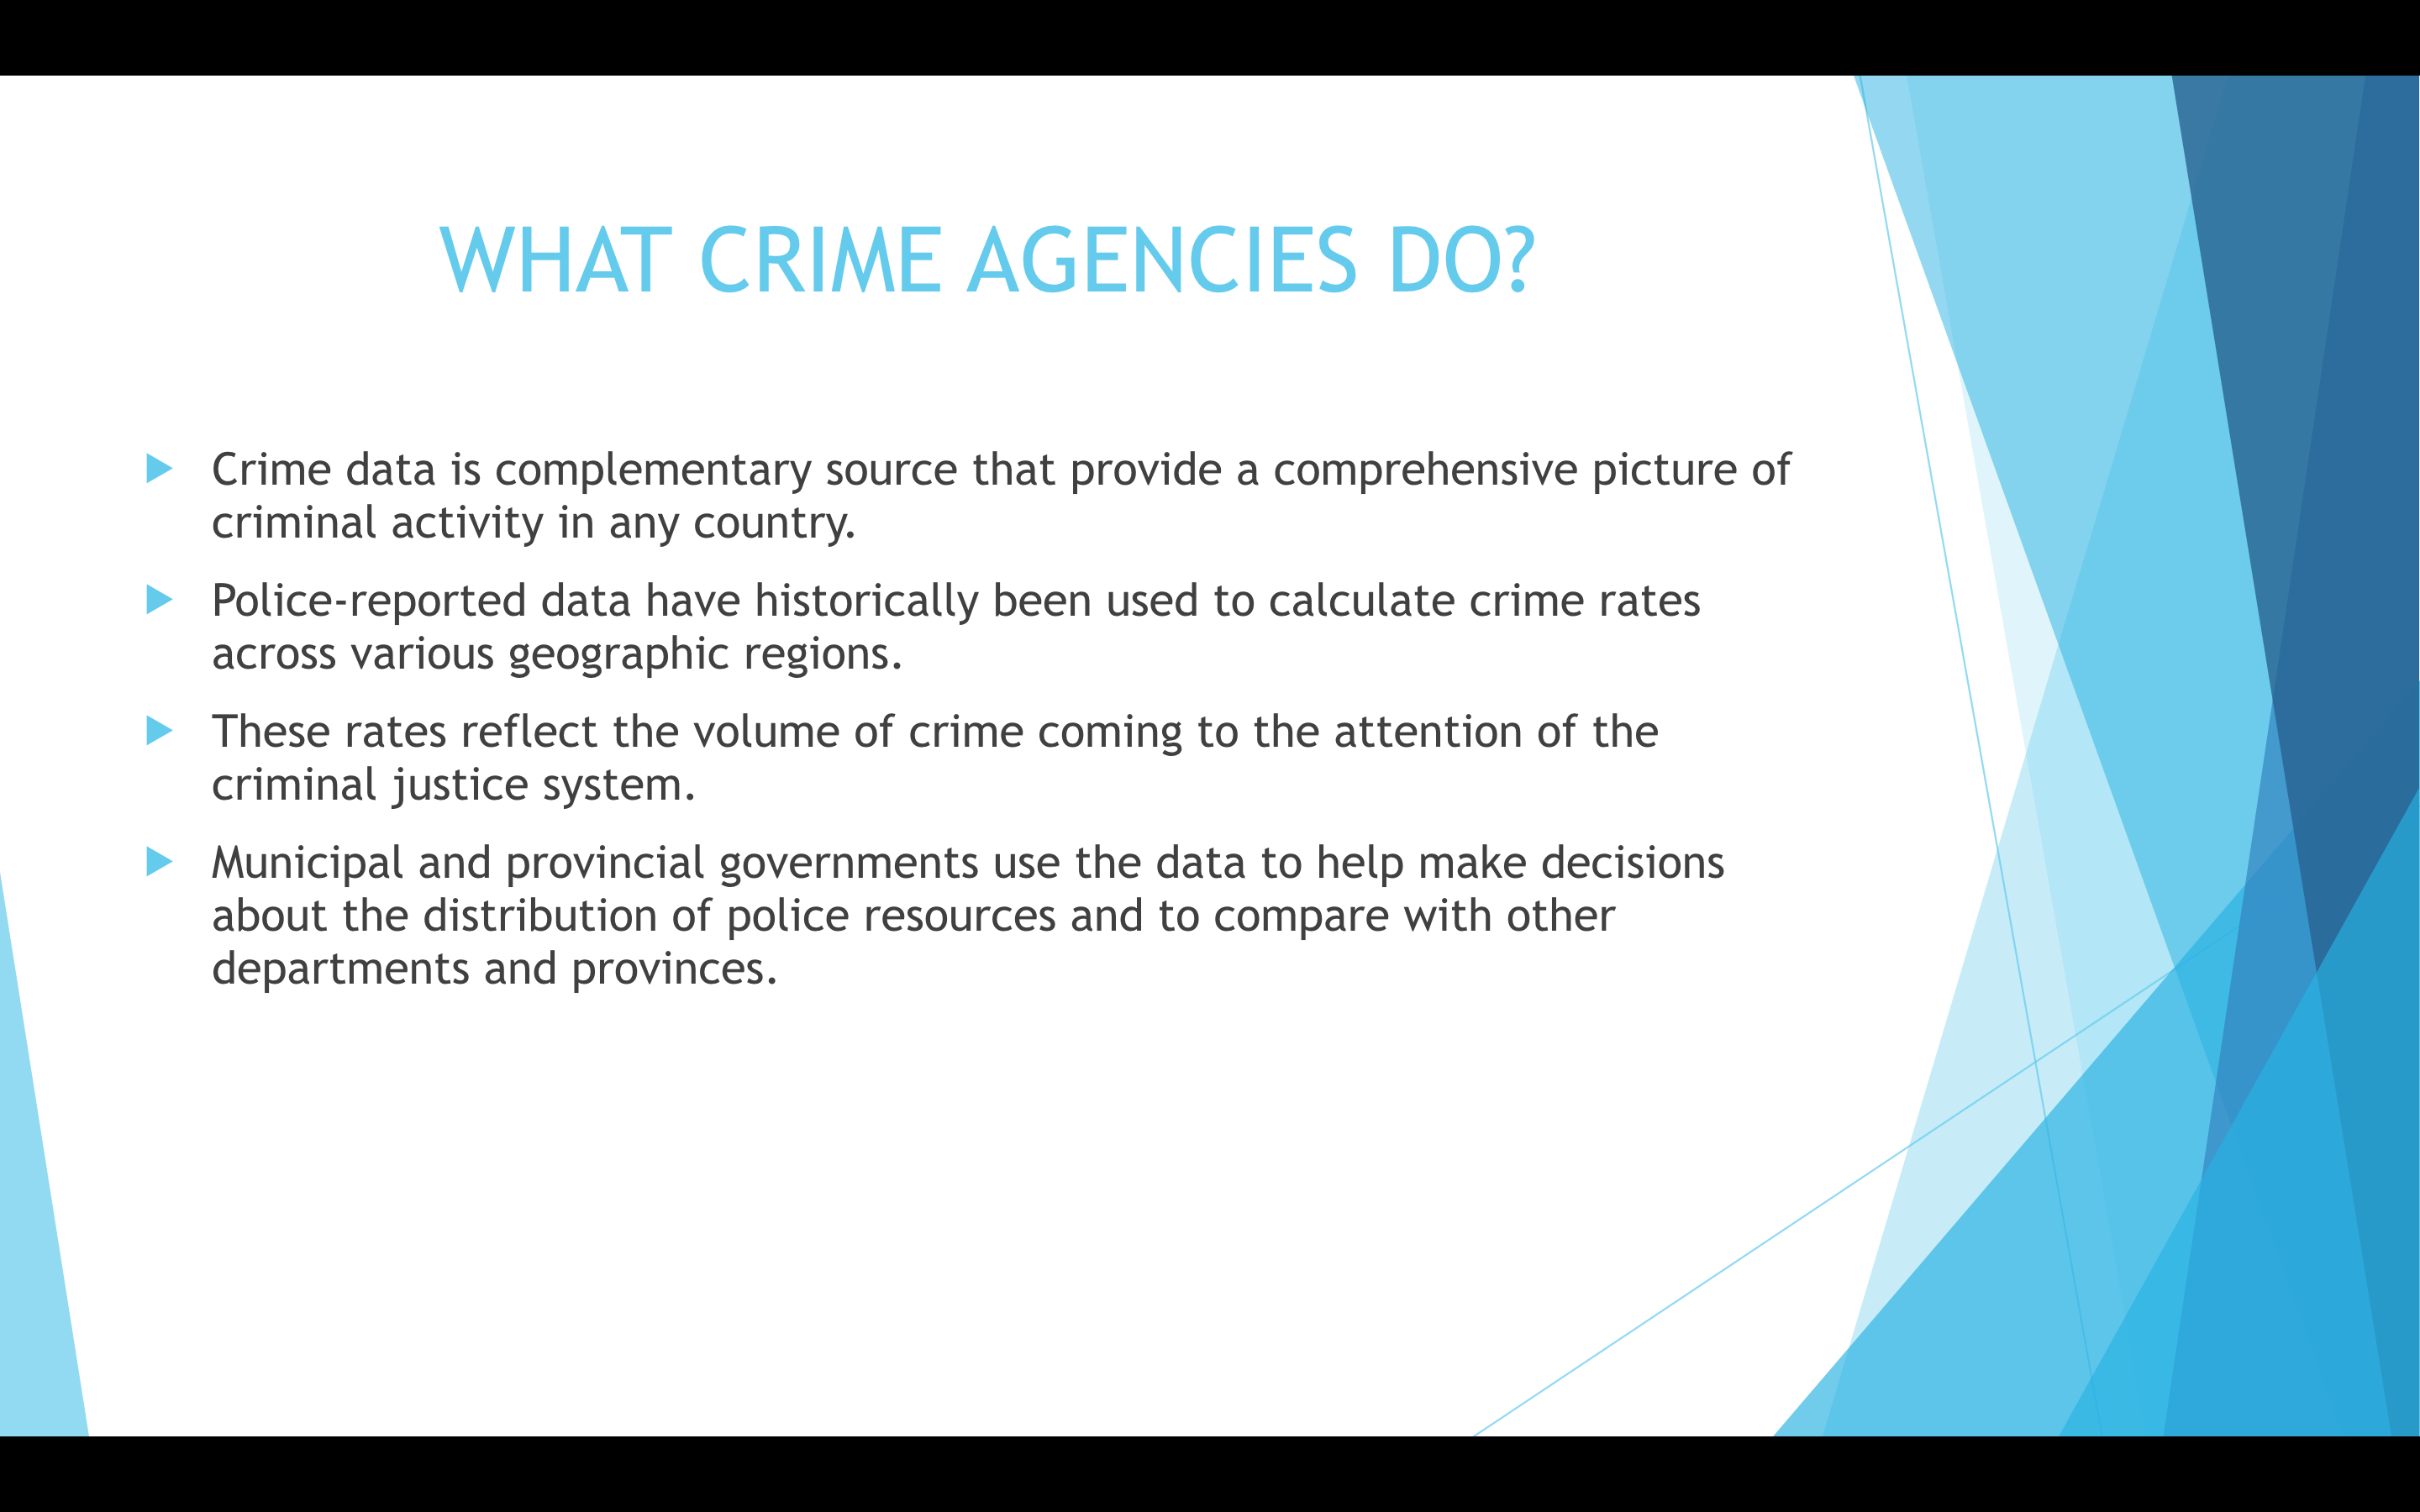 WHAT CRIME AGENCIES DO?
Crime data is complementary source that provide a comprehensive picture of
criminal activity in any country.
Police-reported data have historically been used to calculate crime rates
across various geographic regions.
These rates reflect the volume of crime coming to the attention of the
criminal justice system.
Municipal and provincial governments use the data to help make decisions
about the distribution of police resources and to compare with other
departments and provinces.